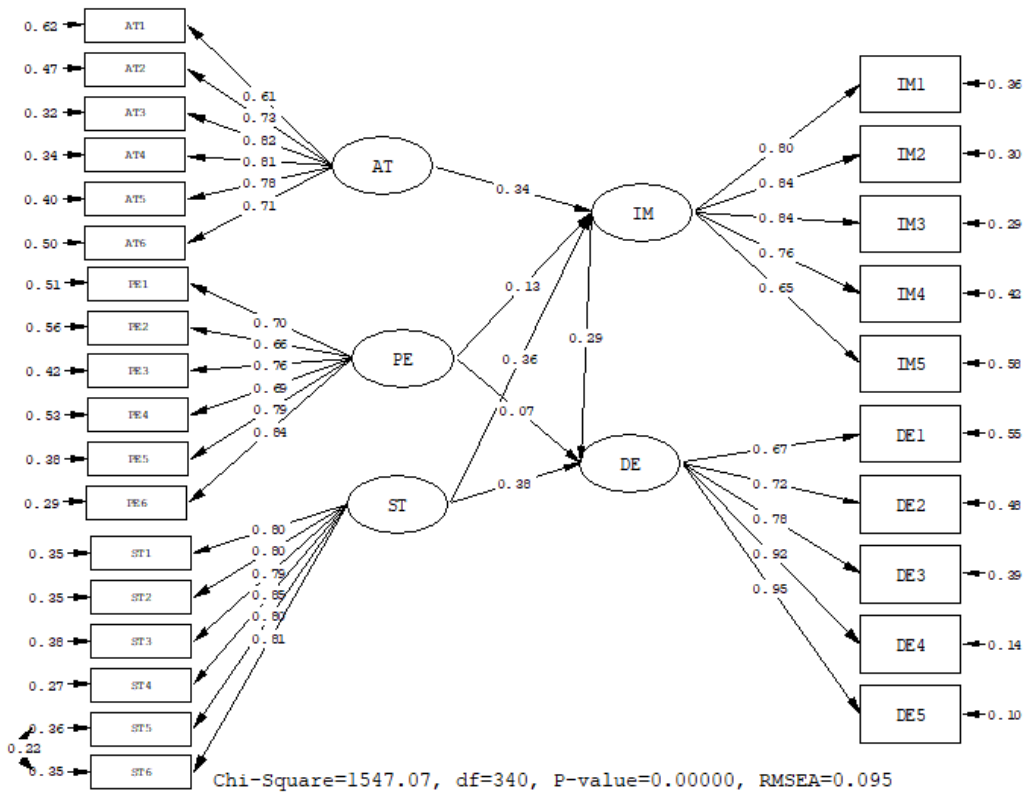 0.62 AT1
0.47 AT2
0.32 AT3
0.34 AT4
0.40 AT5
0.50 AT6
0.61
0.73
0.82
0.81
0.78
0.71
AT
0.34
IM
0.51 PE1
0.56 PE2
0.42 PE3
0.53 PE4
0.38 PE5
0.29 PE6
0.70
0.66
0.76
0.69
0.79
0.84
PE
0.13
0.36
0.07
0.29
0.35 ST1
0.35 ST2
0.38 ST3
0.27 ST4
0.36 ST5
0.22
0.35 ST6
0.80
0.80
0.79
0.85
0.80
0.81
ST
0.38
DE
0.80
0.84
0.84
0.76
0.65
IM1 0.36
IM2 0.30
IM3 0.29
IM4 0.42
IM5 0.58
0.67
0.72
0.78
0.92
0.95
DE1 0.55
DE2 0.48
DE3 0.39
DE4 0.14
DE5 0.10
Chi-Square=1547.07, df=340, P-value=0.00000, RMSEA=0.095